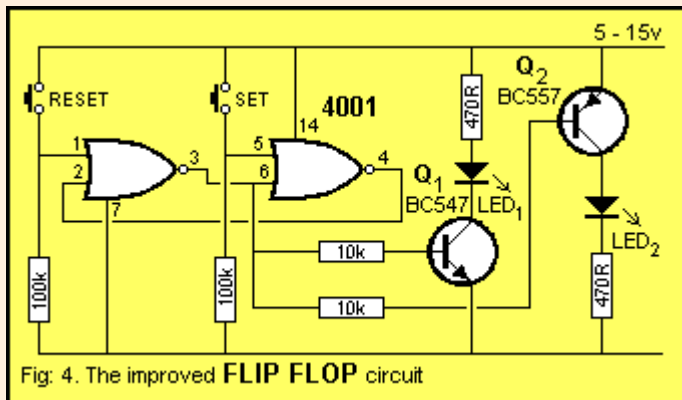 5 - 15v
Q2
BC557
RESET
SET
4001
470R
14
1
2
3
5
6
4
7
Q1
BC547
LED1
LED2
10k
10k
100k
100k
470R
Fig: 4. The improved FLIP FLOP circuit